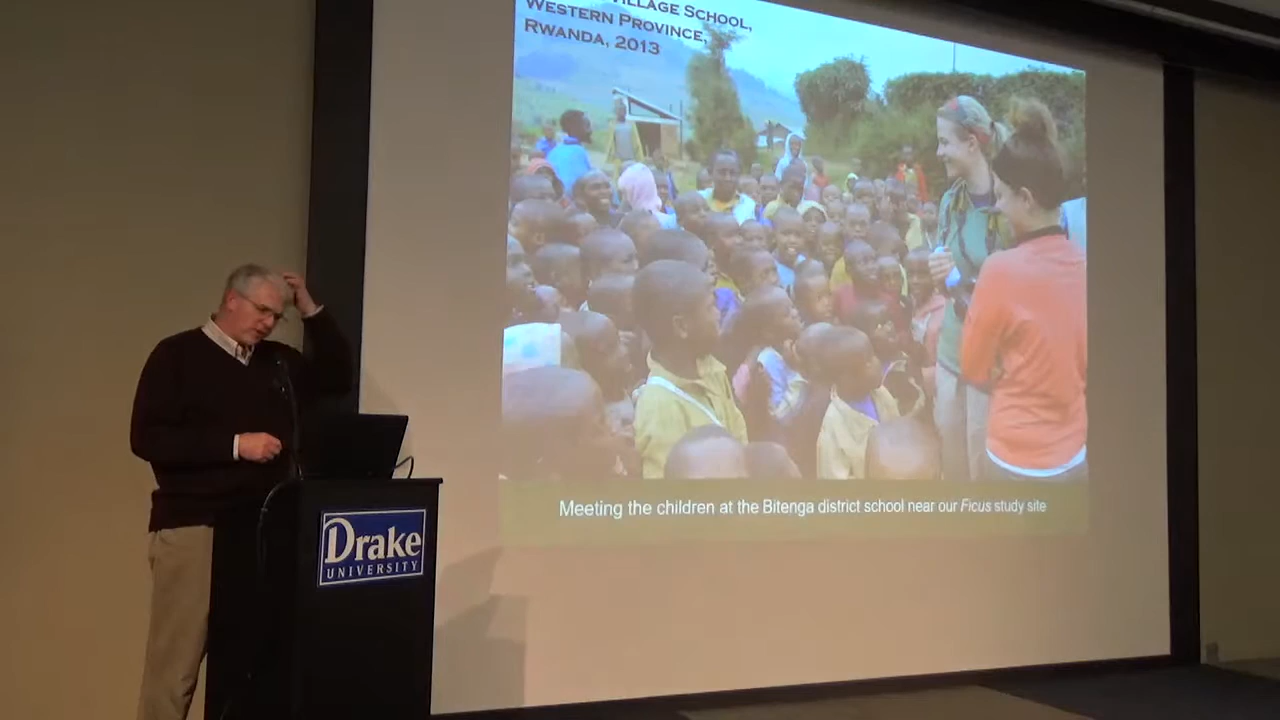 VILLAGE SCHOOL,
WESTERN PROVINCE,
RWANDA, 2013
Meeting the children at the Bitenga district school near our Ficus study site
Drake
UNIVERSITY